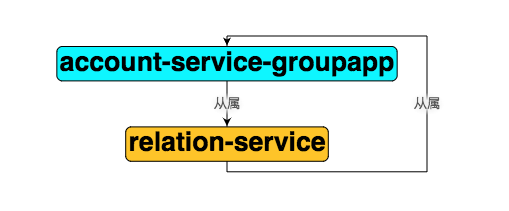 account-service-groupapp
从属
从属
relation-service